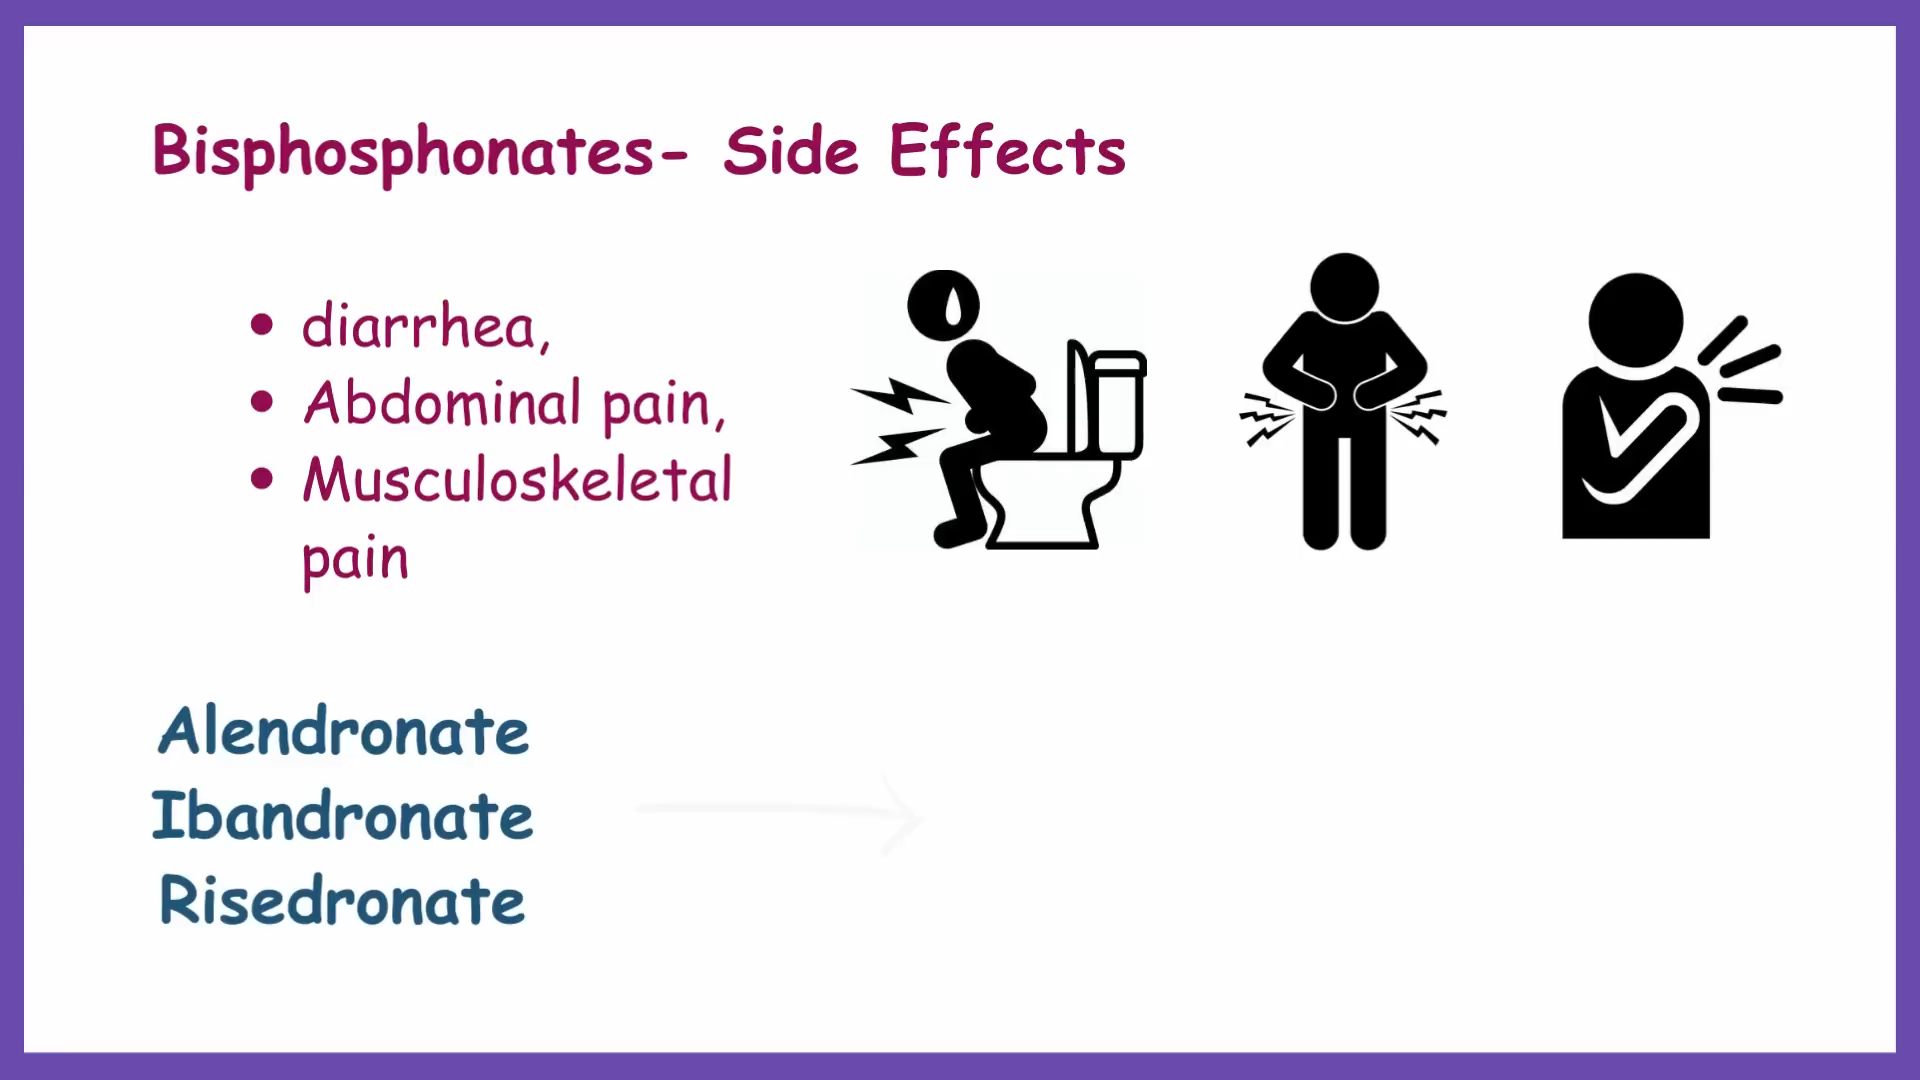 Bisphosphonates- Side Effects
• diarrhea,
• Abdominal pain,
• Musculoskeletal
pain
Alendronate
Ibandronate
Risedronate